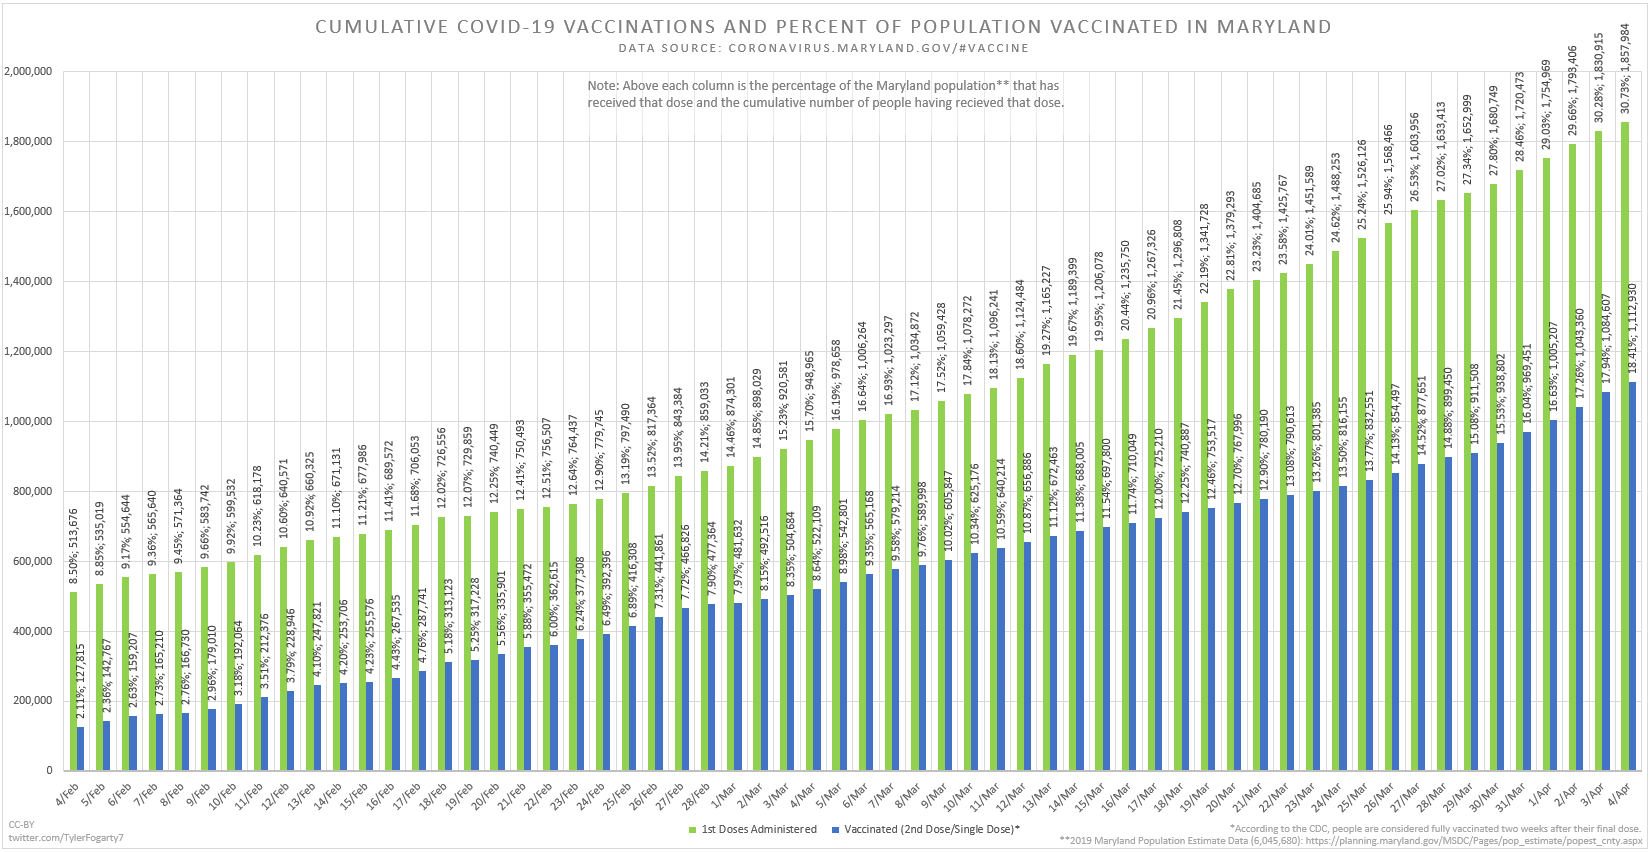 CUMULATIVE COVID-19 VACCINATIONS AND PERCENT OF POPULATION VACCINATED IN MARYLAND
DATA SOURCE: CORONAVIRUS.MARYLAND.GOV/#VACCINE
Note: Above each column is the percentage of the Maryland population** that has
received that dose and the cumulative number of people having recieved that dose.
2,000,000
1,800,000
1,600,000
1,400,000
1,200,000
1,000,000
800,000
600,000
400,000
200,000
0
8.50%; 513,676
2.11%; 127,815
8.85%; 535,019
2.36%; 142,767
9.17%; 554,644
2.63%; 159,207
9.36%; 565,640
2.73%; 165,210
9.45%; 571,364
2.76%; 166,730
9.66%; 583,742
2.96%; 179,010
9.92%; 599,532
3.18%; 192,064
10.23%; 618,178
3.51%; 212,376
10.60%; 640,571
3.79%; 228,946
10.92%; 660,325
4.10%; 247,821
11.10%; 671,131
4.20%; 253,706
11.21%; 677,986
4.23%; 255,576
11.41%; 689,572
4.43%; 267,535
11.68%; 706,053
4.76%; 287,741
12.02%; 726,556
5.18%; 313,123
12.07%; 729,859
5.25%; 317,228
12.25%; 740,449
5.56%; 335,901
12.41%; 750,493
5.88%; 355,472
12.51%; 756,507
6.00%; 362,615
12.64%; 764,437
6.24%; 377,308
12.90%; 779,745
6.49%; 392,396
13.19%; 797,490
6.89%; 416,308
13.52%; 817,364
7.31%; 441,861
13.95%; 843,384
7.72%; 466,826
14.21%; 859,033
7.90%; 477,364
14.46%; 874,301
7.97%; 481,632
14.85%; 898,029
8.15%; 492,516
15.23%; 920,581
8.35%; 504,684
15.70%; 948,965
8.64%; 522,109
16.19%; 978,658
8.98%; 542,801
16.64%; 1,006,264
9.35%; 565,168
16.93%; 1,023,297
9.58%; 579,214
17.12%; 1,034,872
9.76%; 589,998
17.52%; 1,059,428
10.02%; 605,847
17.84%; 1,078,272
10.34%; 625,176
18.13%; 1,096,241
10.59%; 640,214
18.60%; 1,124,484
10.87%; 656,886
19.27%; 1,165,227
11.12%; 672,463
19.67%; 1,189,399
11.38%; 688,005
19.95%; 1,206,078
11.54%; 697,800
20.44%; 1,235,750
11.74%; 710,049
20.96%; 1,267,326
12.00%; 725,210
21.45%; 1,296,808
12.25%; 740,887
22.19%; 1,341,728
12.46%; 753,517
22.81%; 1,379,293
12.70%; 767,996
23.23%; 1,404,685
12.90%; 780,190
23.58%; 1,425,767
13.08%; 790,613
24.01%; 1,451,589
13.26%; 801,385
24.62%; 1,488,253
13.50%; 816,155
25.24%; 1,526,126
13.77%; 832,551
25.94%; 1,568,466
14.13%; 854,497
26.53%; 1,603,956
14.52%; 877,651
27.02%; 1,633,413
14.88%; 899,450
27.34%; 1,652,999
15.08%; 911,508
27.80%; 1,680,749
15.53%; 938,802
28.46%; 1,720,473
16.04%; 969,451
29.03%; 1,754,969
16.63%; 1,005,207
29.66%; 1,793,406
17.26%; 1,043,360
30.28%; 1,830,915
17.94%; 1,084,607
30.73%; 1,857,984
18.41%; 1,112,930
4/Feb
5/Feb
6/Feb
7/Feb
8/Feb
9/Feb
10/Feb
11/Feb
12/Feb
13/Feb
14/Feb
15/Feb
16/Feb
17/Feb
18/Feb
19/Feb
20/Feb
21/Feb
22/Feb
23/Feb
24/Feb
25/Feb
26/Feb
27/Feb
28/Feb
1/Mar
2/Mar
3/Mar
4/Mar
5/Mar
6/Mar
7/Mar
8/Mar
9/Mar
10/Mar
11/Mar
12/Mar
13/Mar
14/Mar
15/Mar
16/Mar
17/Mar
18/Mar
19/Mar
20/Mar
21/Mar
22/Mar
23/Mar
24/Mar
25/Mar
26/Mar
27/Mar
28/Mar
29/Mar
30/Mar
31/Mar
1/Apr
2/Apr
3/Apr
4/Apr
1st Doses Administered
Vaccinated (2nd Dose/Single Dose)*
CC-BY
twitter.com/TylerFogarty7
*According to the CDC, people are considered fully vaccinated two weeks after their final dose.
**2019 Maryland Population Estimate Data (6,045,680): https://planning.maryland.gov/MSDC/Pages/pop_estimate/popest_cnty.aspx